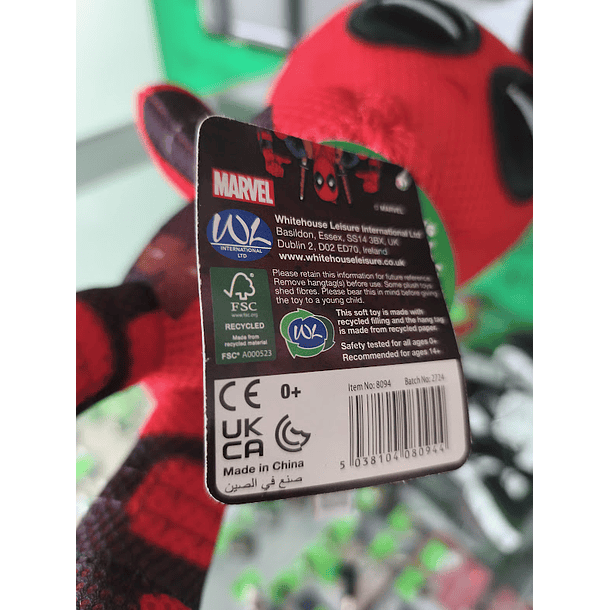 MARVEL
© MARVEL
WL
INTERNATIONAL
LTD
Whitehouse Leisure International Ltd
Basildon, Essex, SS14 3BX, UK
Dublin 2, D02 ED70, Ireland
www.whitehouseleisure.co.uk
Please retain this information for future reference.
Remove hangtag(s) before use. Some plush toys
shed fibres. Please bear this in mind before giving
the toy to a young child.
FSC
www.fsc.org
RECYCLED
Made from
recycled material
FSC® A000523
WL
This soft toy is made with
recycled filling and the hang tag
is made from recycled paper.
Safety tested for all ages 0+
Recommended for ages 14+
CE
0+
UK
CA
Made in China
صنع في الصين
Item No: 8094
Batch No: 2724
5 038104 080944